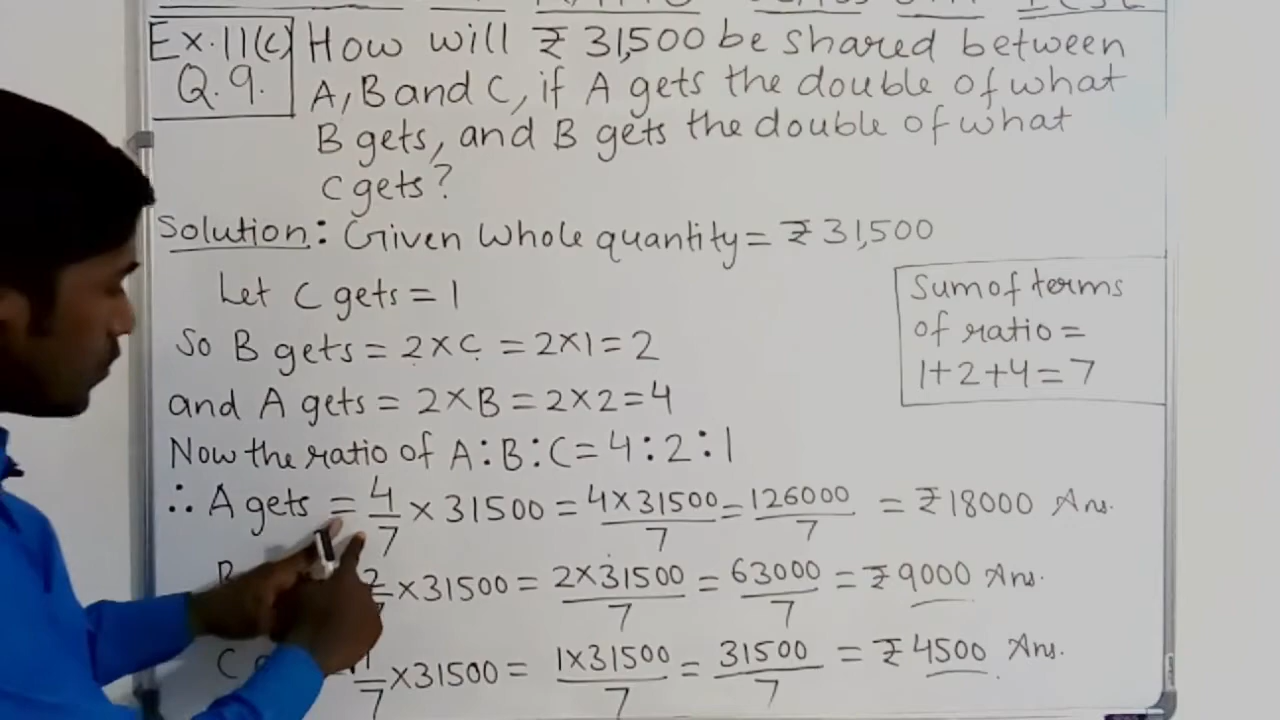 Ex.11(c) Q.9.
How will ₹ 31,500 be shared between
A, B and C, if A gets the double of what
B gets, and B gets the double of what
C gets?
Solution: Given Whole quantity = ₹ 31,500
Let C gets = 1
So B gets = 2×C = 2×1 = 2
and A gets = 2×B = 2×2 = 4
Now the ratio of A:B:C = 4:2:1
Sum of terms
of ratio =
1+2+4=7
∴ A gets = 4/7 × 31500 = 4×31500/7 = 126000/7 = ₹18000 Ans.
B 2/7 ×31500 = 2×31500/7 = 63000/7 = ₹9000 Ans.
C 1/7 ×31500 = 1×31500/7 = 31500/7 = ₹4500 Ans.